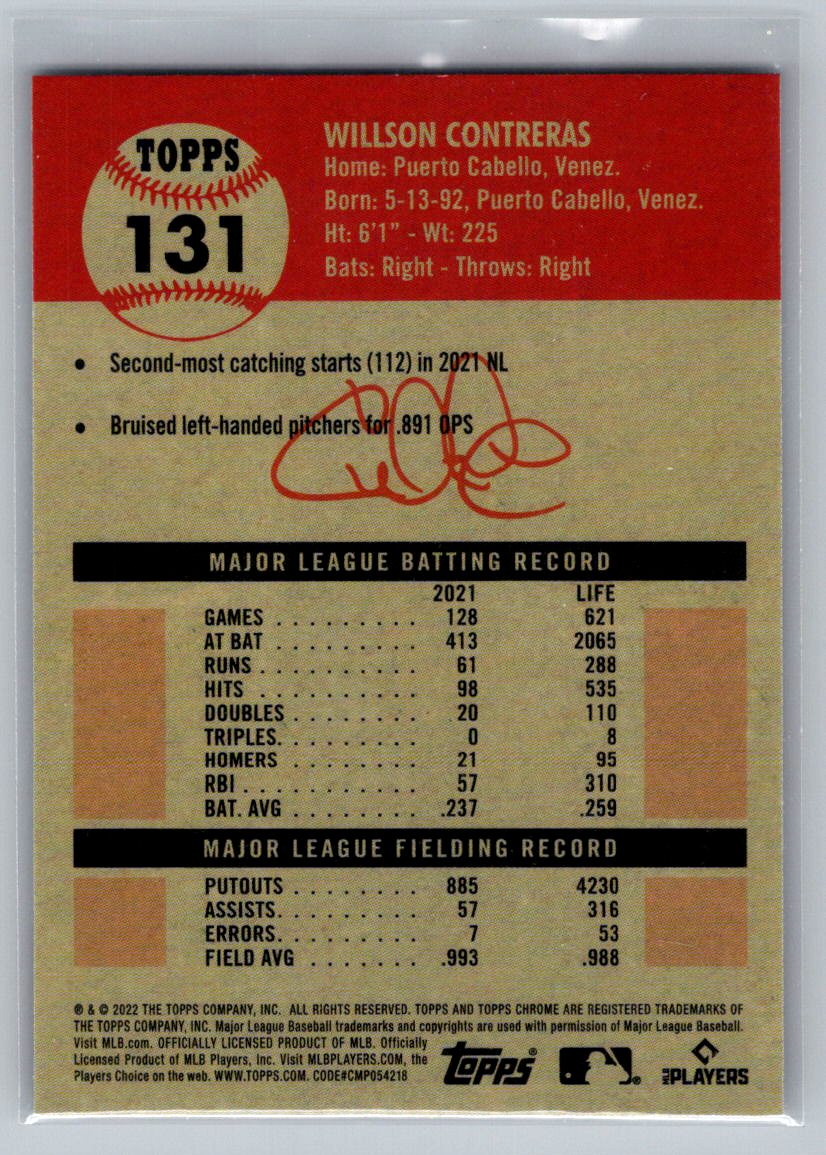 TOPPS
131
WILLSON CONTRERAS
Home: Puerto Cabello, Venez.
Born: 5-13-92, Puerto Cabello, Venez.
Ht: 6'1" - Wt: 225
Bats: Right - Throws: Right
• Second-most catching starts (112) in 2021 NL
• Bruised left-handed pitchers for .891 OPS
MAJOR LEAGUE BATTING RECORD
2021 LIFE
GAMES . . . . . . . . . 128 621
AT BAT . . . . . . . . . 413 2065
RUNS . . . . . . . . . . 61 288
HITS . . . . . . . . . . 98 535
DOUBLES . . . . . . . . 20 110
TRIPLES. . . . . . . . . 0 8
HOMERS . . . . . . . . 21 95
RBI . . . . . . . . . . . 57 310
BAT. AVG . . . . . . . . .237 .259
MAJOR LEAGUE FIELDING RECORD
PUTOUTS . . . . . . . . 885 4230
ASSISTS. . . . . . . . . 57 316
ERRORS. . . . . . . . . 7 53
FIELD AVG . . . . . . . .993 .988
® & © 2022 THE TOPPS COMPANY, INC. ALL RIGHTS RESERVED. TOPPS AND TOPPS CHROME ARE REGISTERED TRADEMARKS OF
THE TOPPS COMPANY, INC. Major League Baseball trademarks and copyrights are used with permission of Major League Baseball.
Visit MLB.com. OFFICIALLY LICENSED PRODUCT OF MLB. Officially
Licensed Product of MLB Players, Inc. Visit MLBPLAYERS.COM, the
Players Choice on the web. WWW.TOPPS.COM. CODE#CMP054218
Topps®
MLB PLAYERS